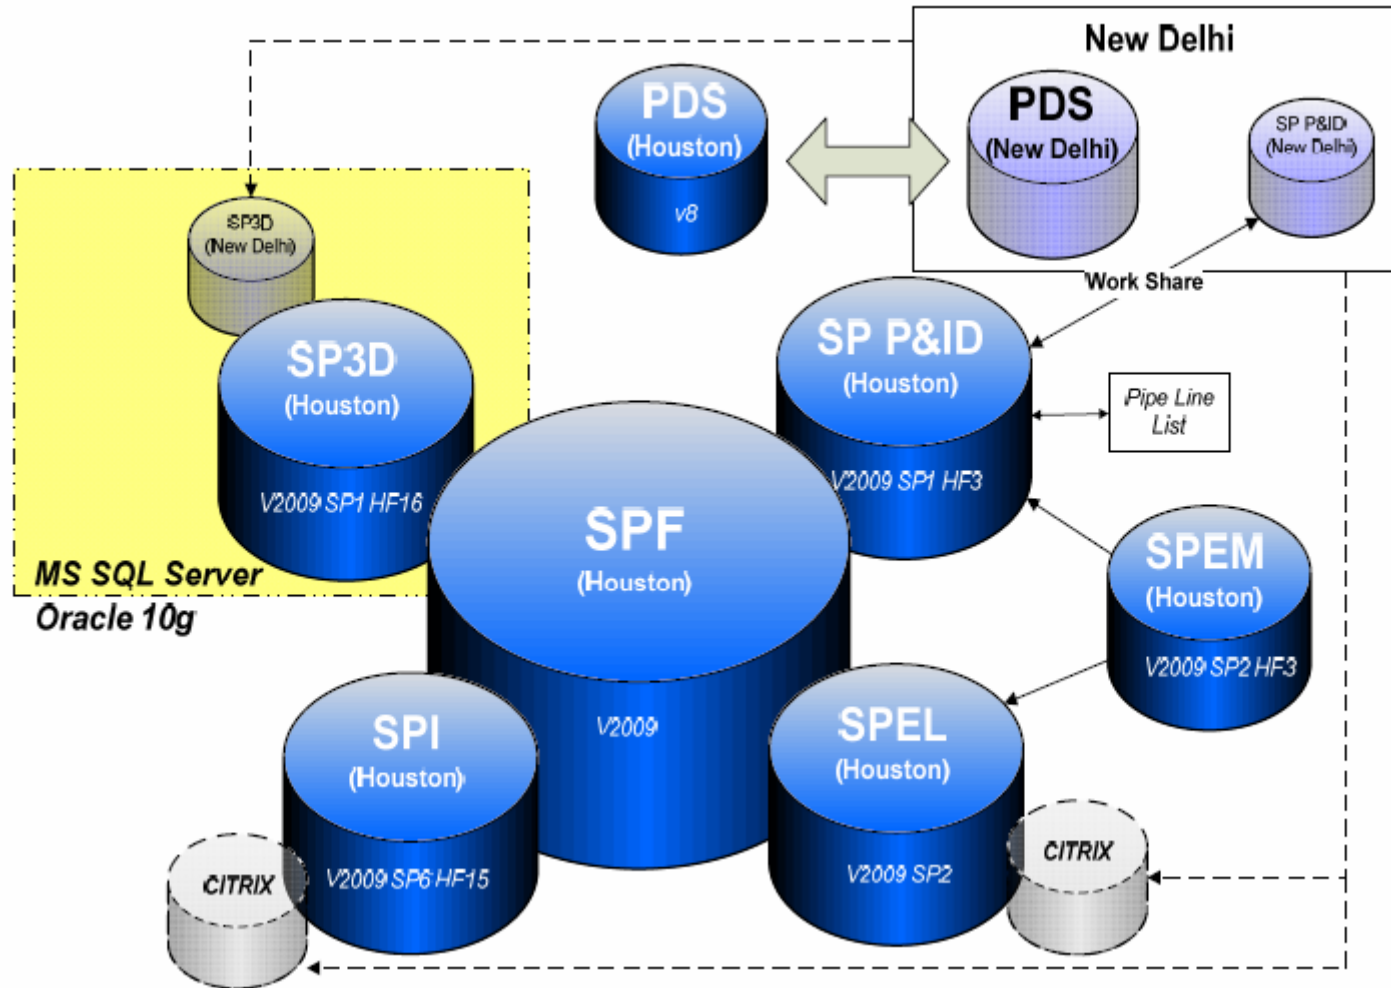 New Delhi
PDS
(Houston)
v8
PDS
(New Delhi)
SP P&ID
(New Delhi)
SP3D
(New Delhi)
Work Share
SP3D
(Houston)
V2009 SP1 HF16
SP P&ID
(Houston)
V2009 SP1 HF3
Pipe Line
List
SPF
(Houston)
V2009
SPEM
(Houston)
V2009 SP2 HF3
MS SQL Server
Oracle 10g
SPI
(Houston)
V2009 SP6 HF15
SPEL
(Houston)
V2009 SP2
CITRIX
CITRIX